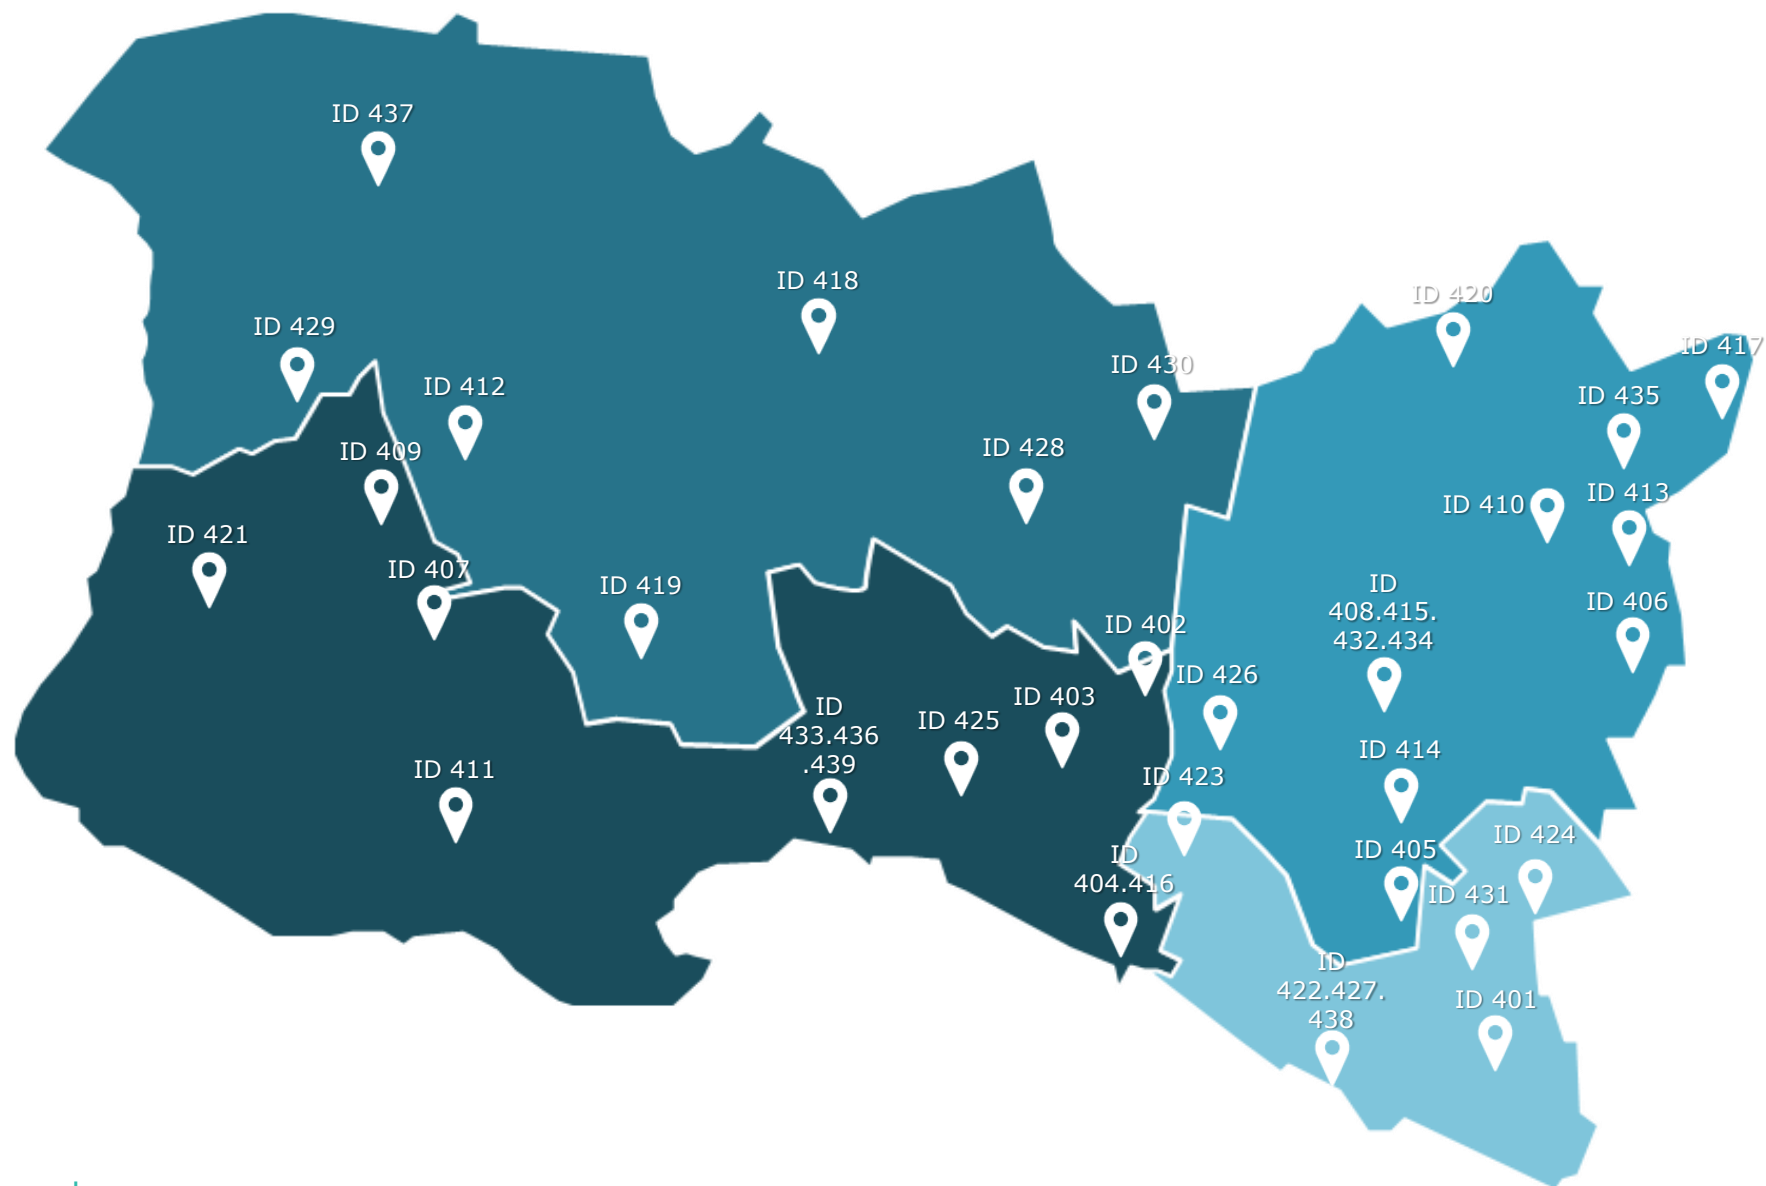 ID 437
ID 418
ID 420
ID 429
ID 417
ID 430
ID 412
ID 435
ID 428
ID 409
ID 413
ID 410
ID 421
ID 407
ID 419
ID
408.415.
432.434
ID 406
ID 402
ID 426
ID 403
ID
433.436
.439
ID 425
ID 414
ID 411
ID 423
ID 424
ID 405
ID
404.416
ID 431
ID
422.427.
438
ID 401